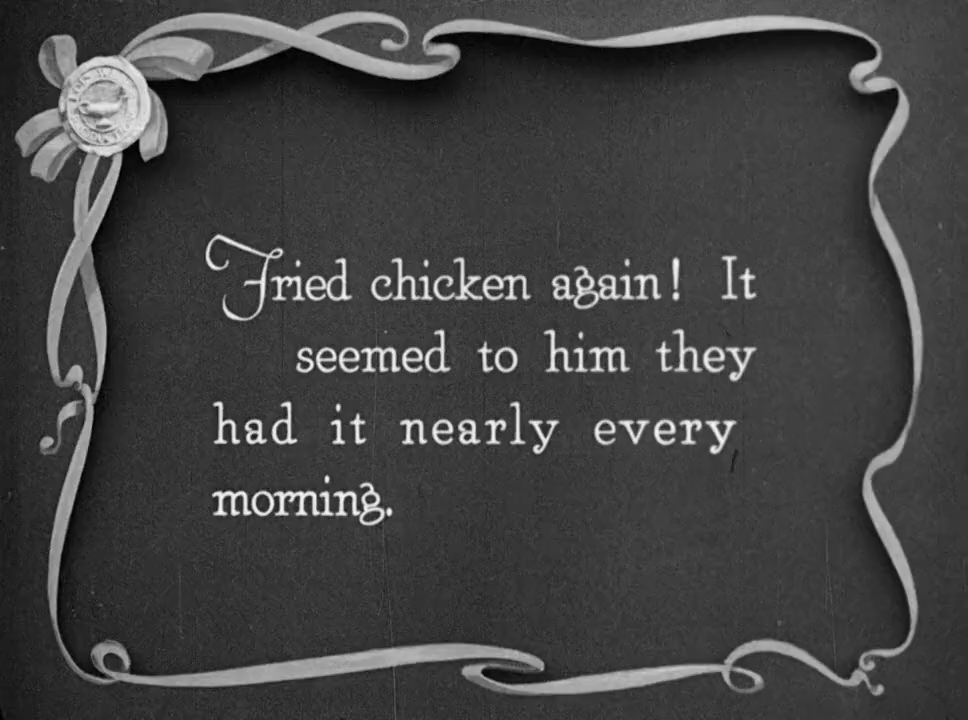 Fried chicken again! It
seemed to him they
had it nearly every
morning.